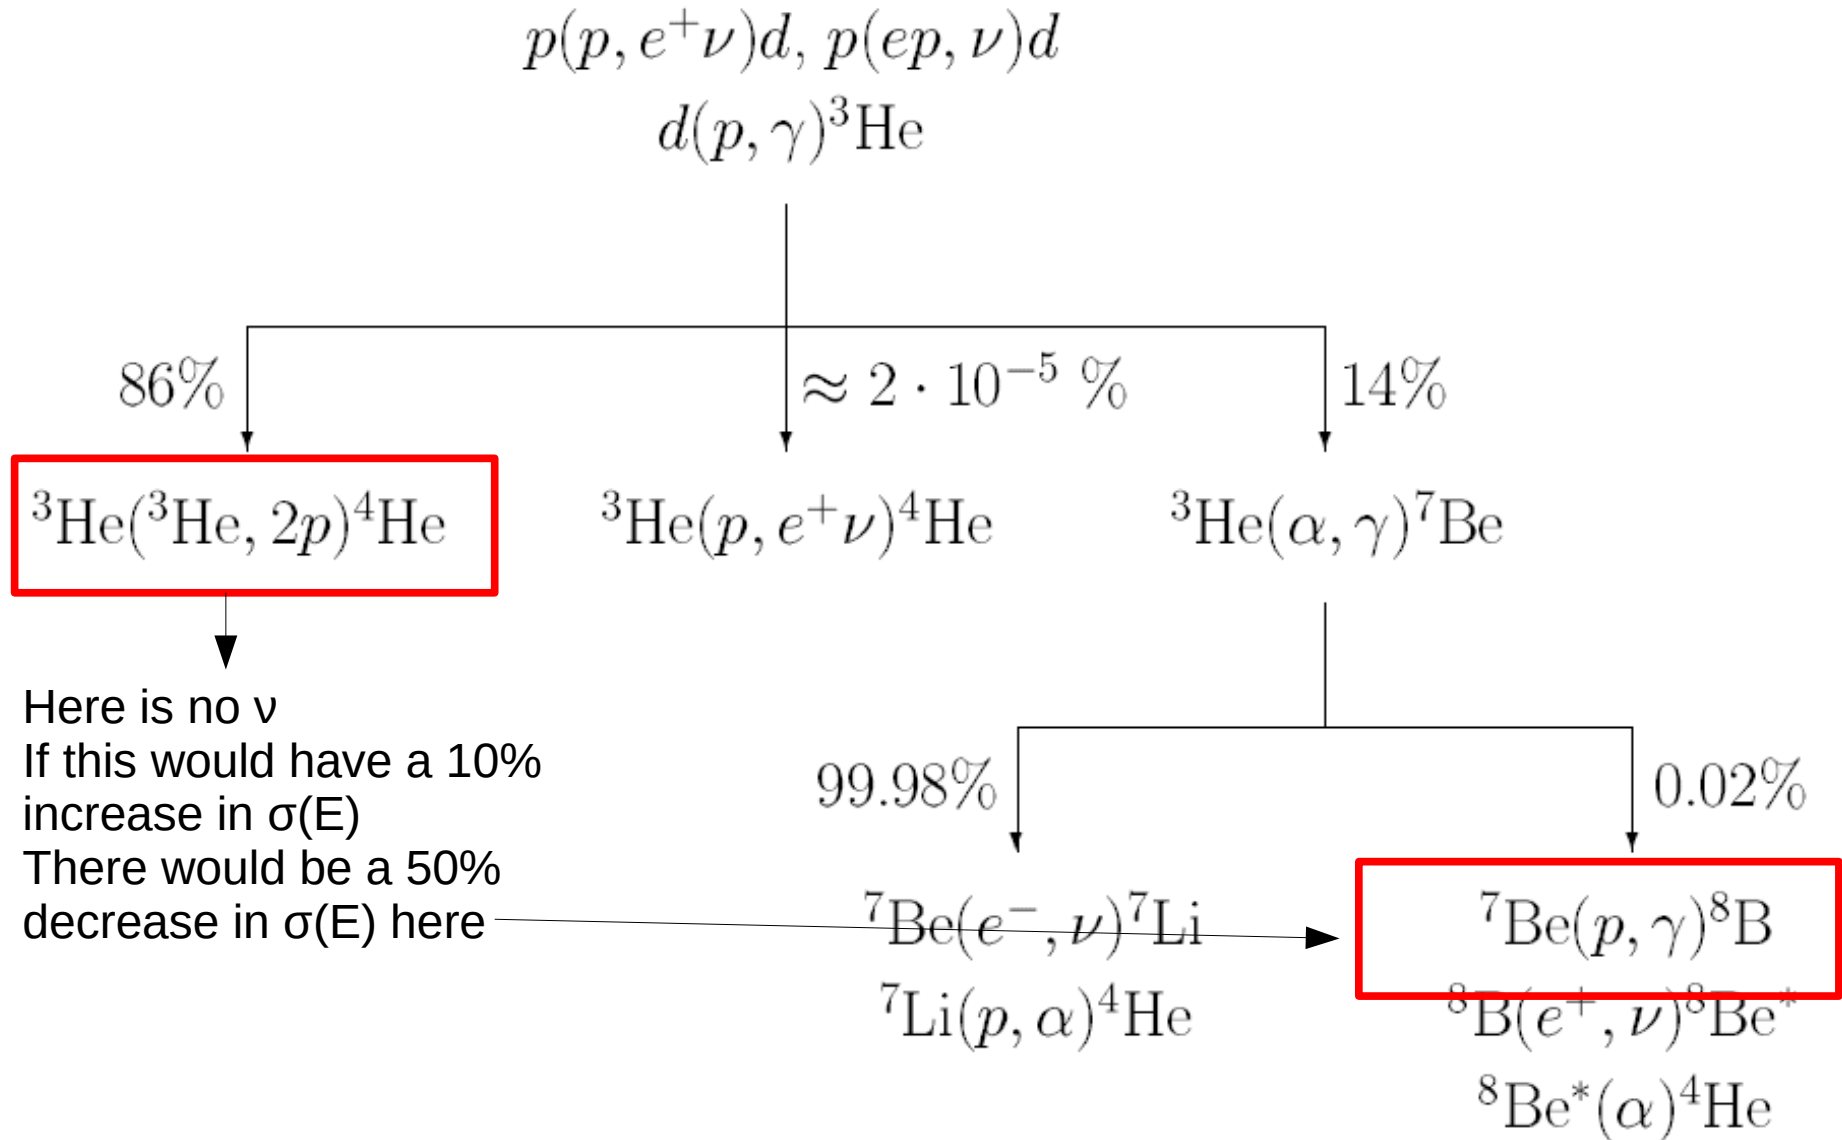 p(p, e⁺ν)d, p(ep, ν)d
d(p, γ)³He
86%
≈ 2 · 10⁻⁵ %
14%
³He(³He, 2p)⁴He
³He(p, e⁺ν)⁴He
³He(α, γ)⁷Be
Here is no ν
If this would have a 10%
increase in σ(E)
There would be a 50%
decrease in σ(E) here
99.98%
0.02%
⁷Be(e⁻, ν)⁷Li
⁷Li(p, α)⁴He
⁷Be(p, γ)⁸B
⁸B(e⁺, ν)⁸Be*
⁸Be*(α)⁴He